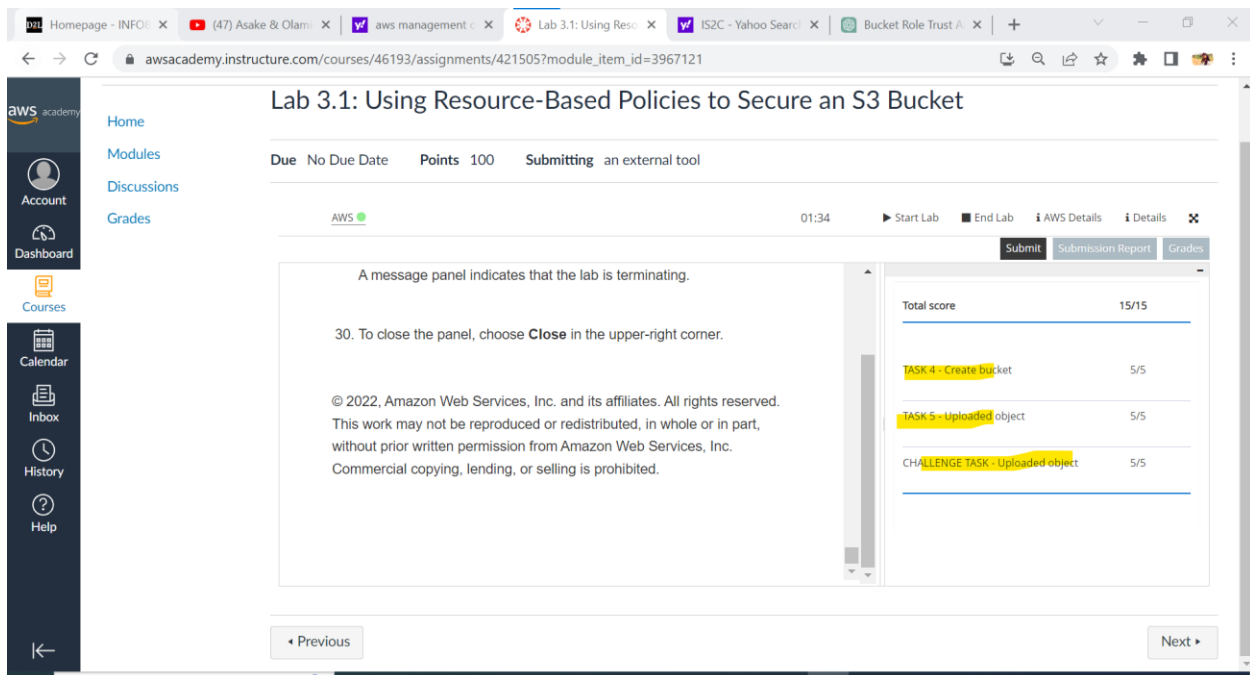 D2L Homepage - INFO8
(47) Asake & Olami
aws management c
Lab 3.1: Using Reso
IS2C - Yahoo Searc
Bucket Role Trust A
awsacademy.instructure.com/courses/46193/assignments/421505?module_item_id=3967121
aws academy
Account
Dashboard
Courses
Calendar
Inbox
History
Help
Home
Modules
Discussions
Grades
Lab 3.1: Using Resource-Based Policies to Secure an S3 Bucket
Due No Due Date Points 100 Submitting an external tool
AWS 01:34 Start Lab End Lab i AWS Details i Details
Submit Submission Report Grades
A message panel indicates that the lab is terminating.
30. To close the panel, choose Close in the upper-right corner.
© 2022, Amazon Web Services, Inc. and its affiliates. All rights reserved.
This work may not be reproduced or redistributed, in whole or in part,
without prior written permission from Amazon Web Services, Inc.
Commercial copying, lending, or selling is prohibited.
Total score 15/15
TASK 4 - Create bucket 5/5
TASK 5 - Uploaded object 5/5
CHALLENGE TASK - Uploaded object 5/5
Previous
Next